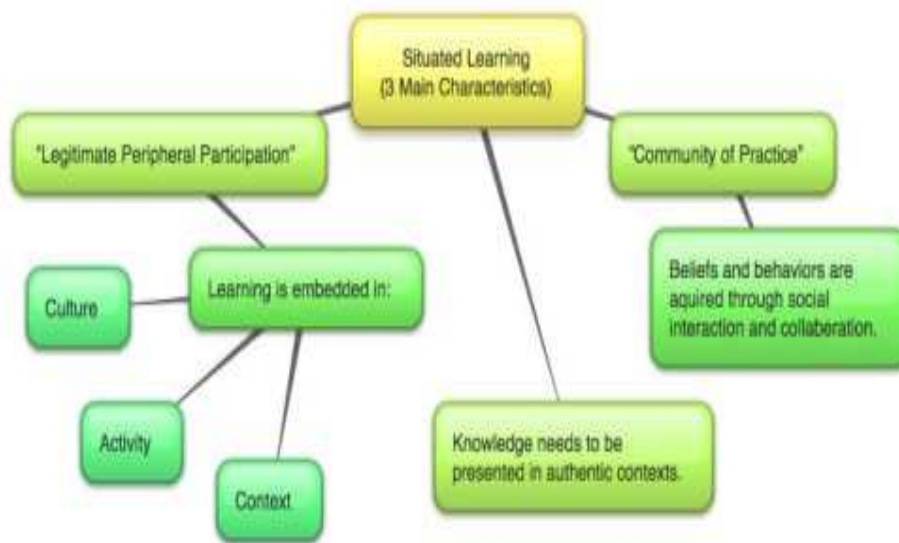 Situated Learning
(3 Main Characteristics)
"Legitimate Peripheral Participation"
"Community of Practice"
Learning is embedded in:
Beliefs and behaviors are
aquired through social
interaction and collaberation.
Culture
Activity
Context
Knowledge needs to be
presented in authentic contexts.